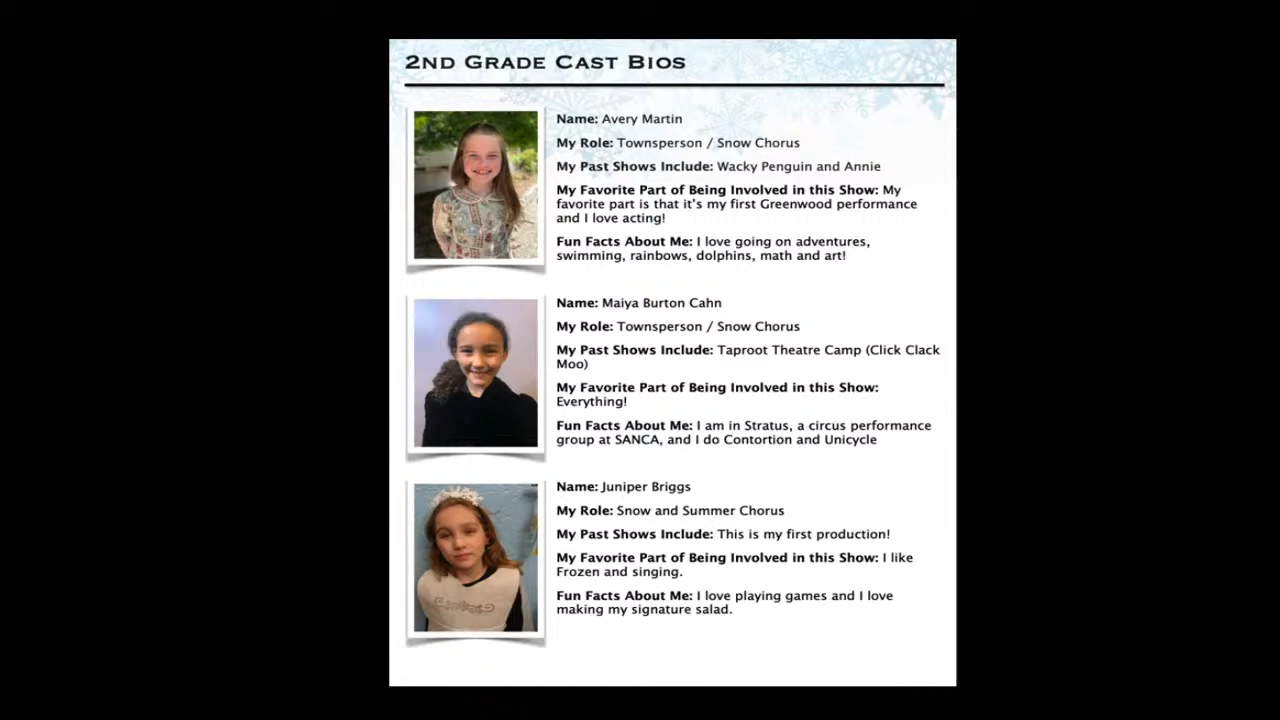 2ND GRADE CAST BIOS
Name: Avery Martin
My Role: Townsperson / Snow Chorus
My Past Shows Include: Wacky Penguin and Annie
My Favorite Part of Being Involved in this Show: My
favorite part is that it's my first Greenwood performance
and I love acting!
Fun Facts About Me: I love going on adventures,
swimming, rainbows, dolphins, math and art!
Name: Maiya Burton Cahn
My Role: Townsperson / Snow Chorus
My Past Shows Include: Taproot Theatre Camp (Click Clack
Moo)
My Favorite Part of Being Involved in this Show:
Everything!
Fun Facts About Me: I am in Stratus, a circus performance
group at SANCA, and I do Contortion and Unicycle
Name: Juniper Briggs
My Role: Snow and Summer Chorus
My Past Shows Include: This is my first production!
My Favorite Part of Being Involved in this Show: I like
Frozen and singing.
Fun Facts About Me: I love playing games and I love
making my signature salad.